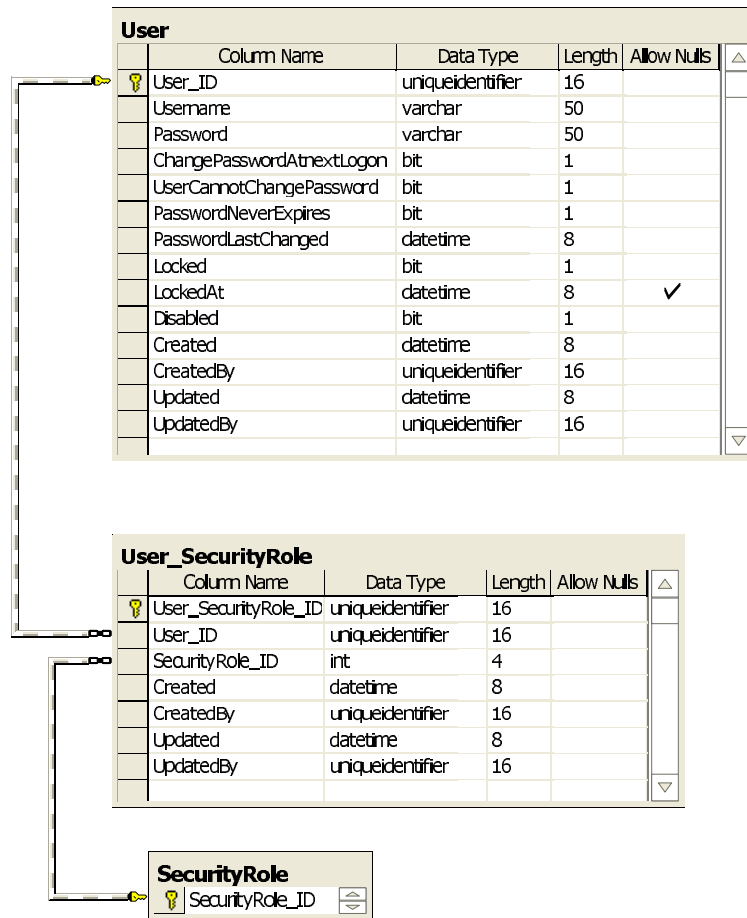 User
Column Name Data Type Length Allow Nulls
User_ID uniqueidentifier 16
Username varchar 50
Password varchar 50
ChangePasswordAtnextLogon bit 1
UserCannotChangePassword bit 1
PasswordNeverExpires bit 1
PasswordLastChanged datetime 8
Locked bit 1
LockedAt datetime 8 ✓
Disabled bit 1
Created datetime 8
CreatedBy uniqueidentifier 16
Updated datetime 8
UpdatedBy uniqueidentifier 16
User_SecurityRole
Column Name Data Type Length Allow Nulls
User_SecurityRole_ID uniqueidentifier 16
User_ID uniqueidentifier 16
SecurityRole_ID int 4
Created datetime 8
CreatedBy uniqueidentifier 16
Updated datetime 8
UpdatedBy uniqueidentifier 16
SecurityRole
SecurityRole_ID